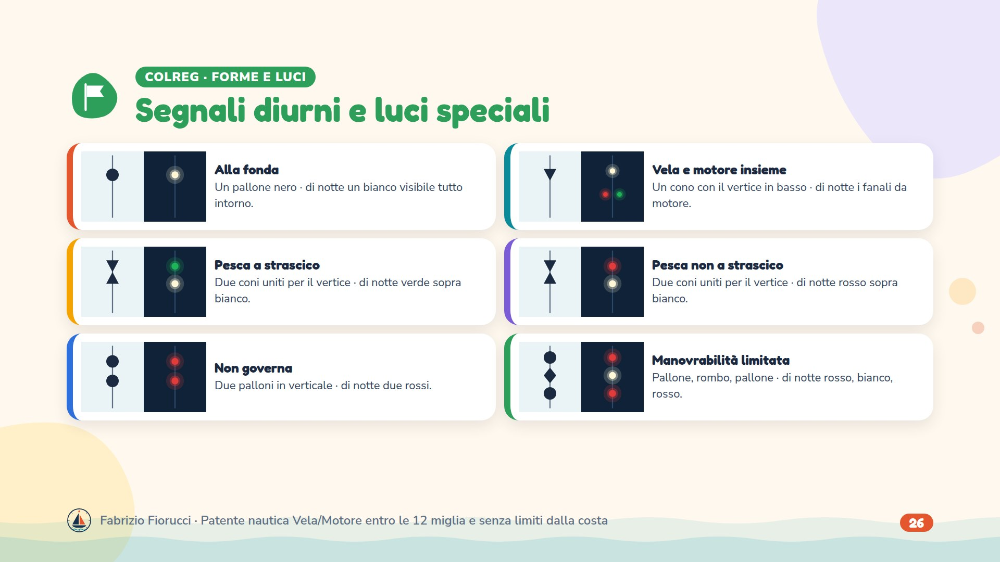 COLREG · FORME E LUCI
Segnali diurni e luci speciali
Alla fonda
Un pallone nero · di notte un bianco visibile tutto
intorno.
Vela e motore insieme
Un cono con il vertice in basso · di notte i fanali da
motore.
Pesca a strascico
Due coni uniti per il vertice · di notte verde sopra
bianco.
Pesca non a strascico
Due coni uniti per il vertice · di notte rosso sopra
bianco.
Non governa
Due palloni in verticale · di notte due rossi.
Manovrabilità limitata
Pallone, rombo, pallone · di notte rosso, bianco,
rosso.
Fabrizio Fiorucci · Patente nautica Vela/Motore entro le 12 miglia e senza limiti dalla costa
26